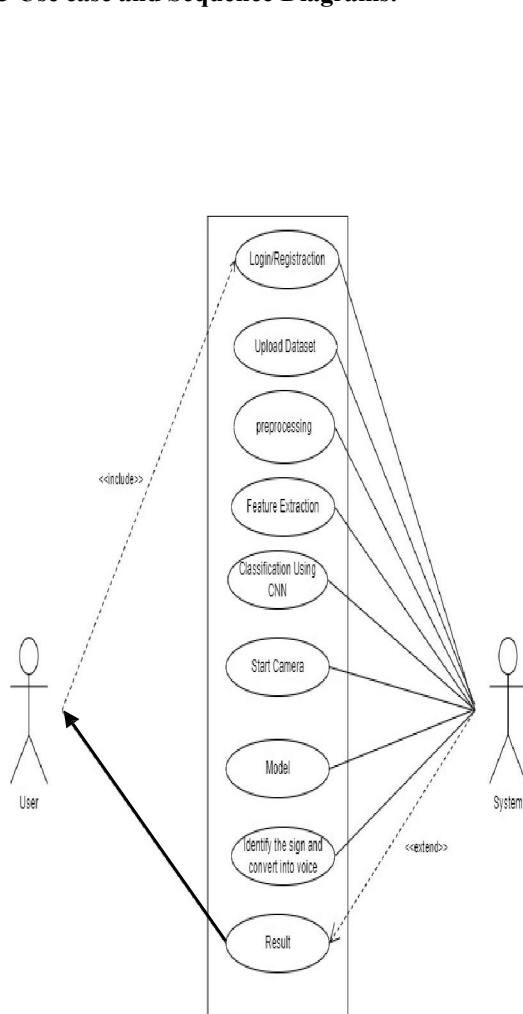 Use case and Sequence Diagrams:
Login/Registraction
Upload Dataset
preprocessing
Feature Extraction
<<include>>
Classification Using
CNN
Start Camera
Model
User
System
Identify the sign and
convert into voice
<<extend>>
Result